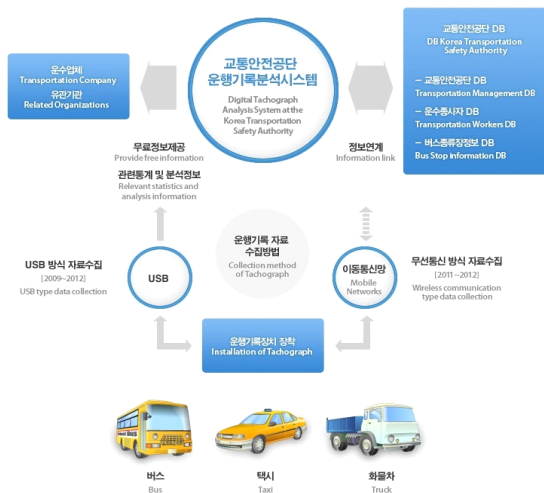 교통안전공단
운행기록분석시스템
Digital Tachograph
Analysis System at the
Korea Transportation
Safety Authority
운수업체
Transportation Company
유관기관
Related Organizations
교통안전공단 DB
DB Korea Transportation
Safety Authority
– 교통안전공단 DB
Transportation Management DB
– 운수종사자 DB
Transportation Workers DB
– 버스종류장정보 DB
Bus Stop Information DB
무료정보제공
Provide free information
관련통계 및 분석정보
Relevant statistics and
analysis information
정보연계
Information link
운행기록 자료
수집방법
Collection method
of Tachograph
USB 방식 자료수집
[2009~2012]
USB type data collection
USB
이동통신망
Mobile
Networks
무선통신 방식 자료수집
[2011~2012]
Wireless communication
type data collection
운행기록장치 장착
Installation of Tachograph
버스
Bus
택시
Taxi
화물차
Truck